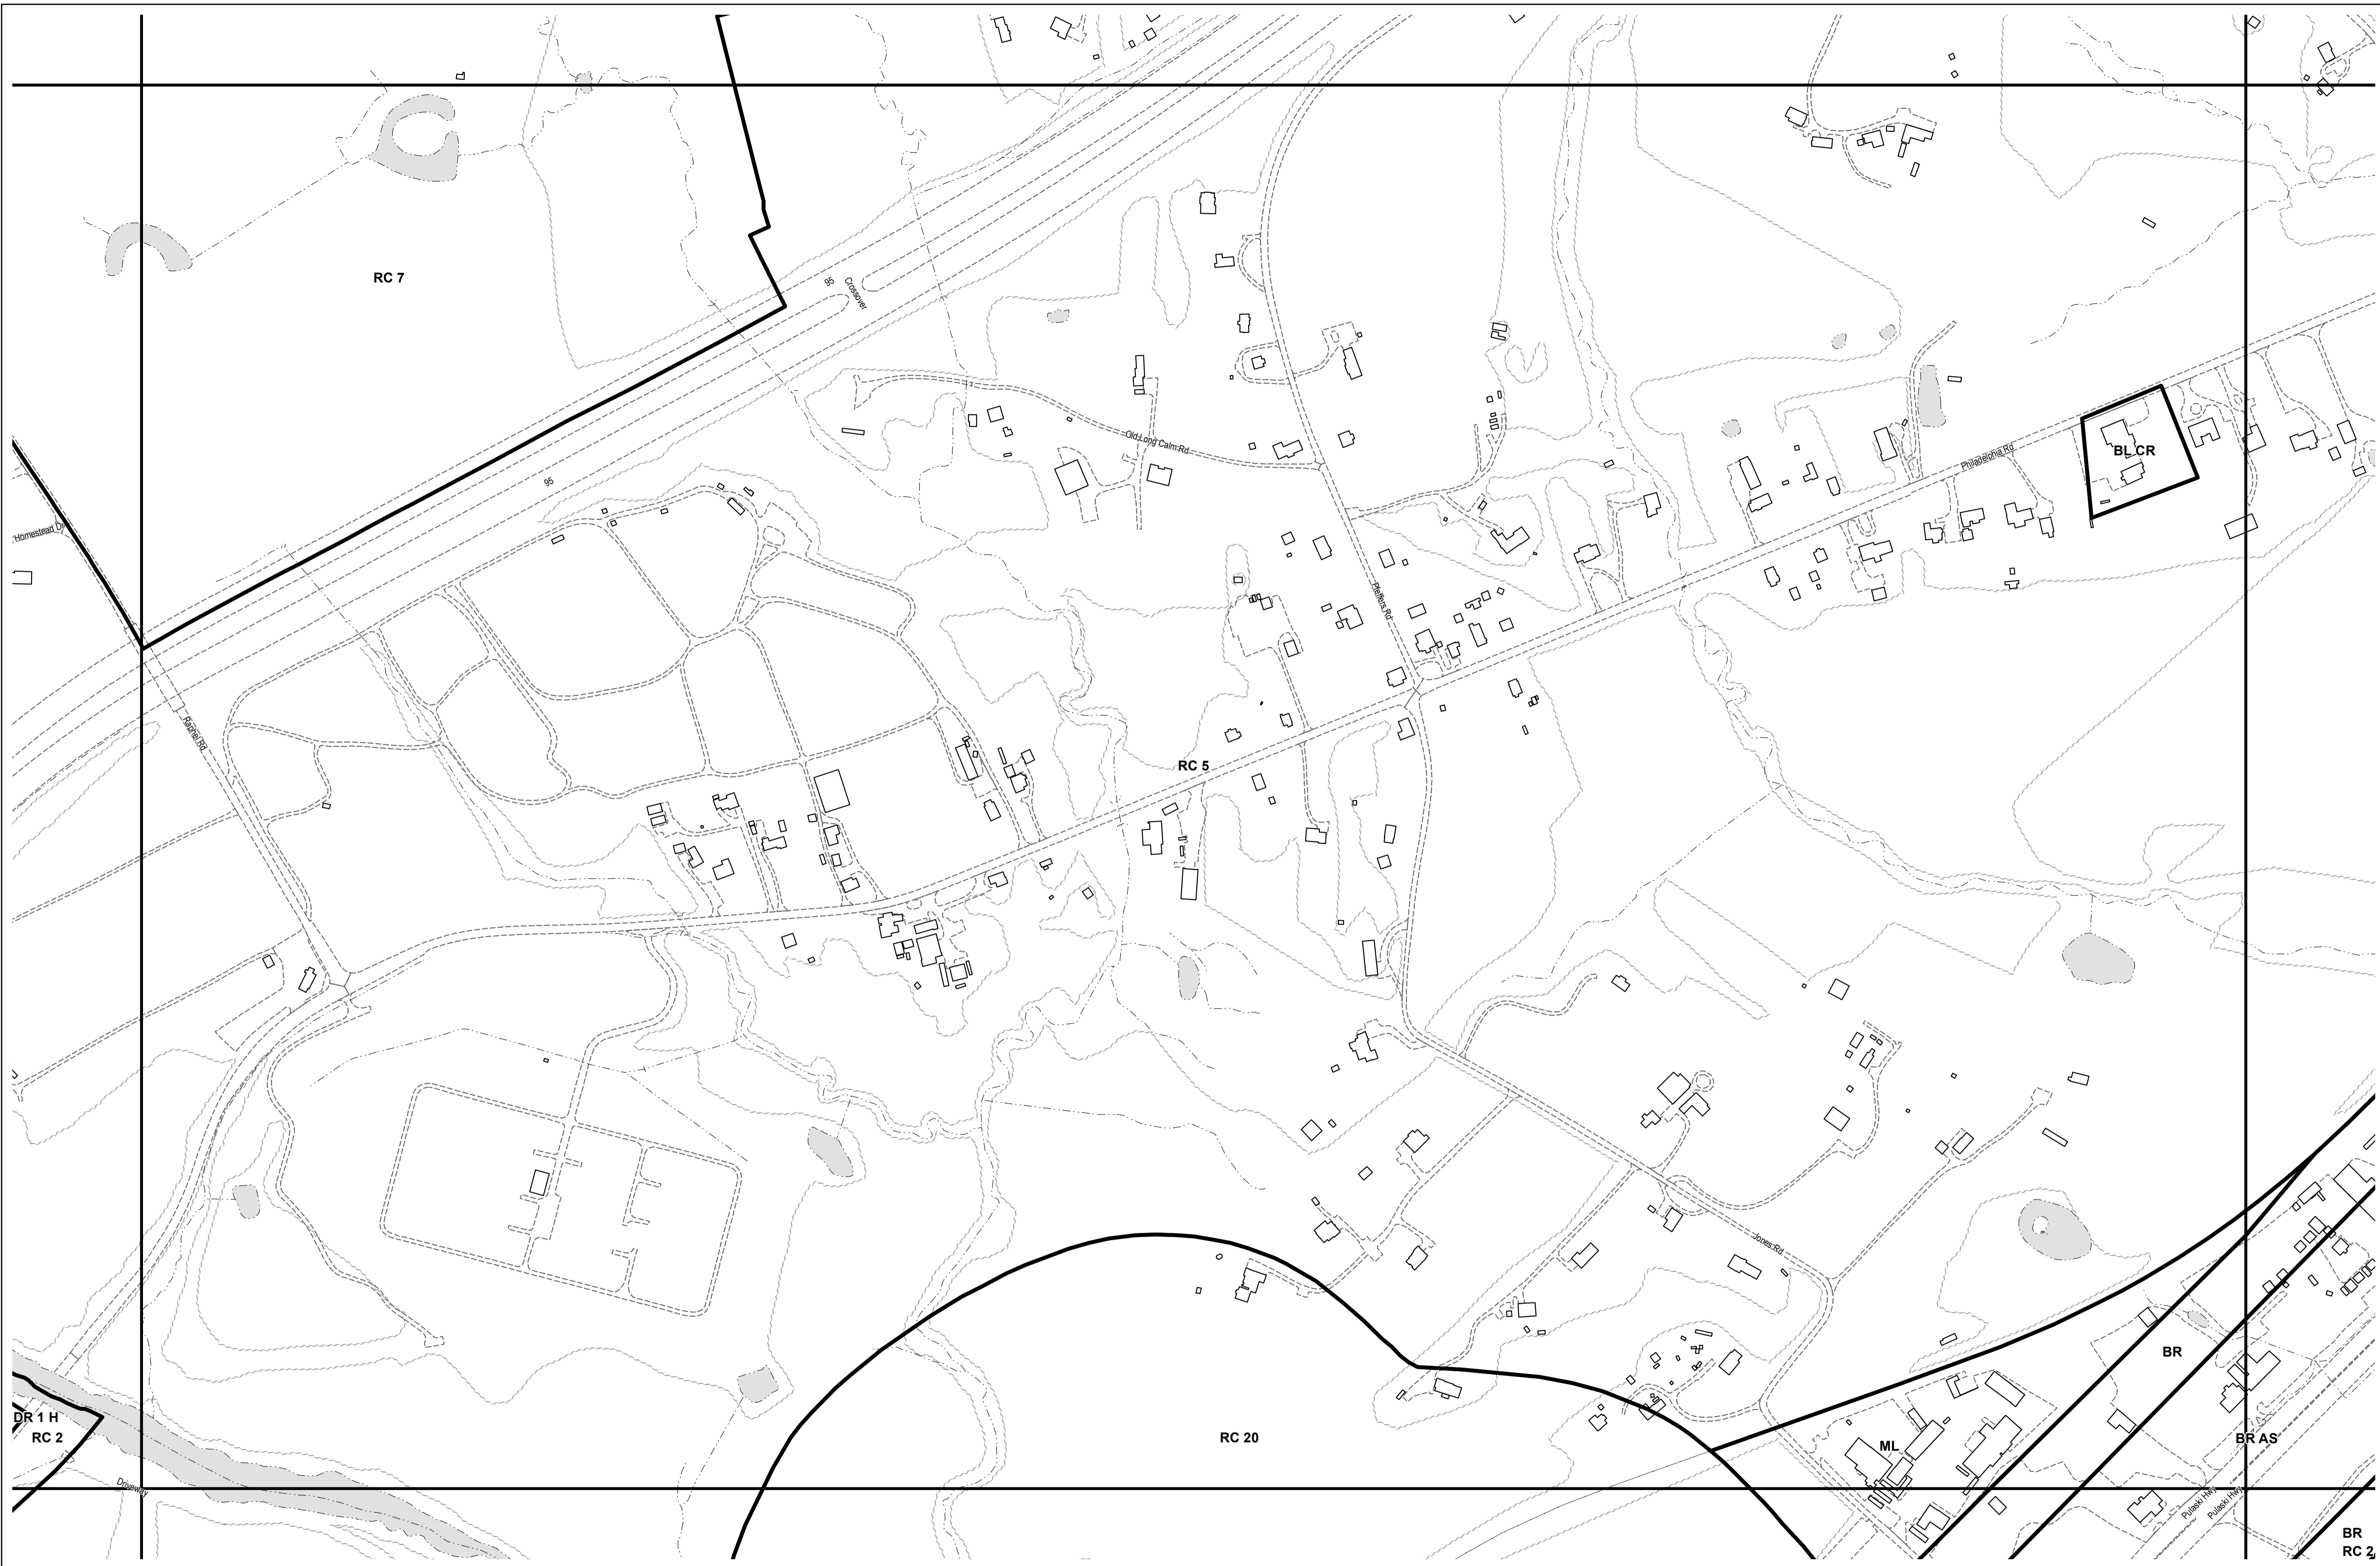 RC 7
95
Crossover
95
Old Long Calm Rd
Philadelphia Rd
BL CR
Homestead Dr
Pfeffers Rd
Raphel Rd
RC 5
Jones Rd
BR
DR 1 H
RC 2
RC 20
ML
BR AS
Driveway
Pulaski Hwy
Pulaski Hwy
BR
RC 2